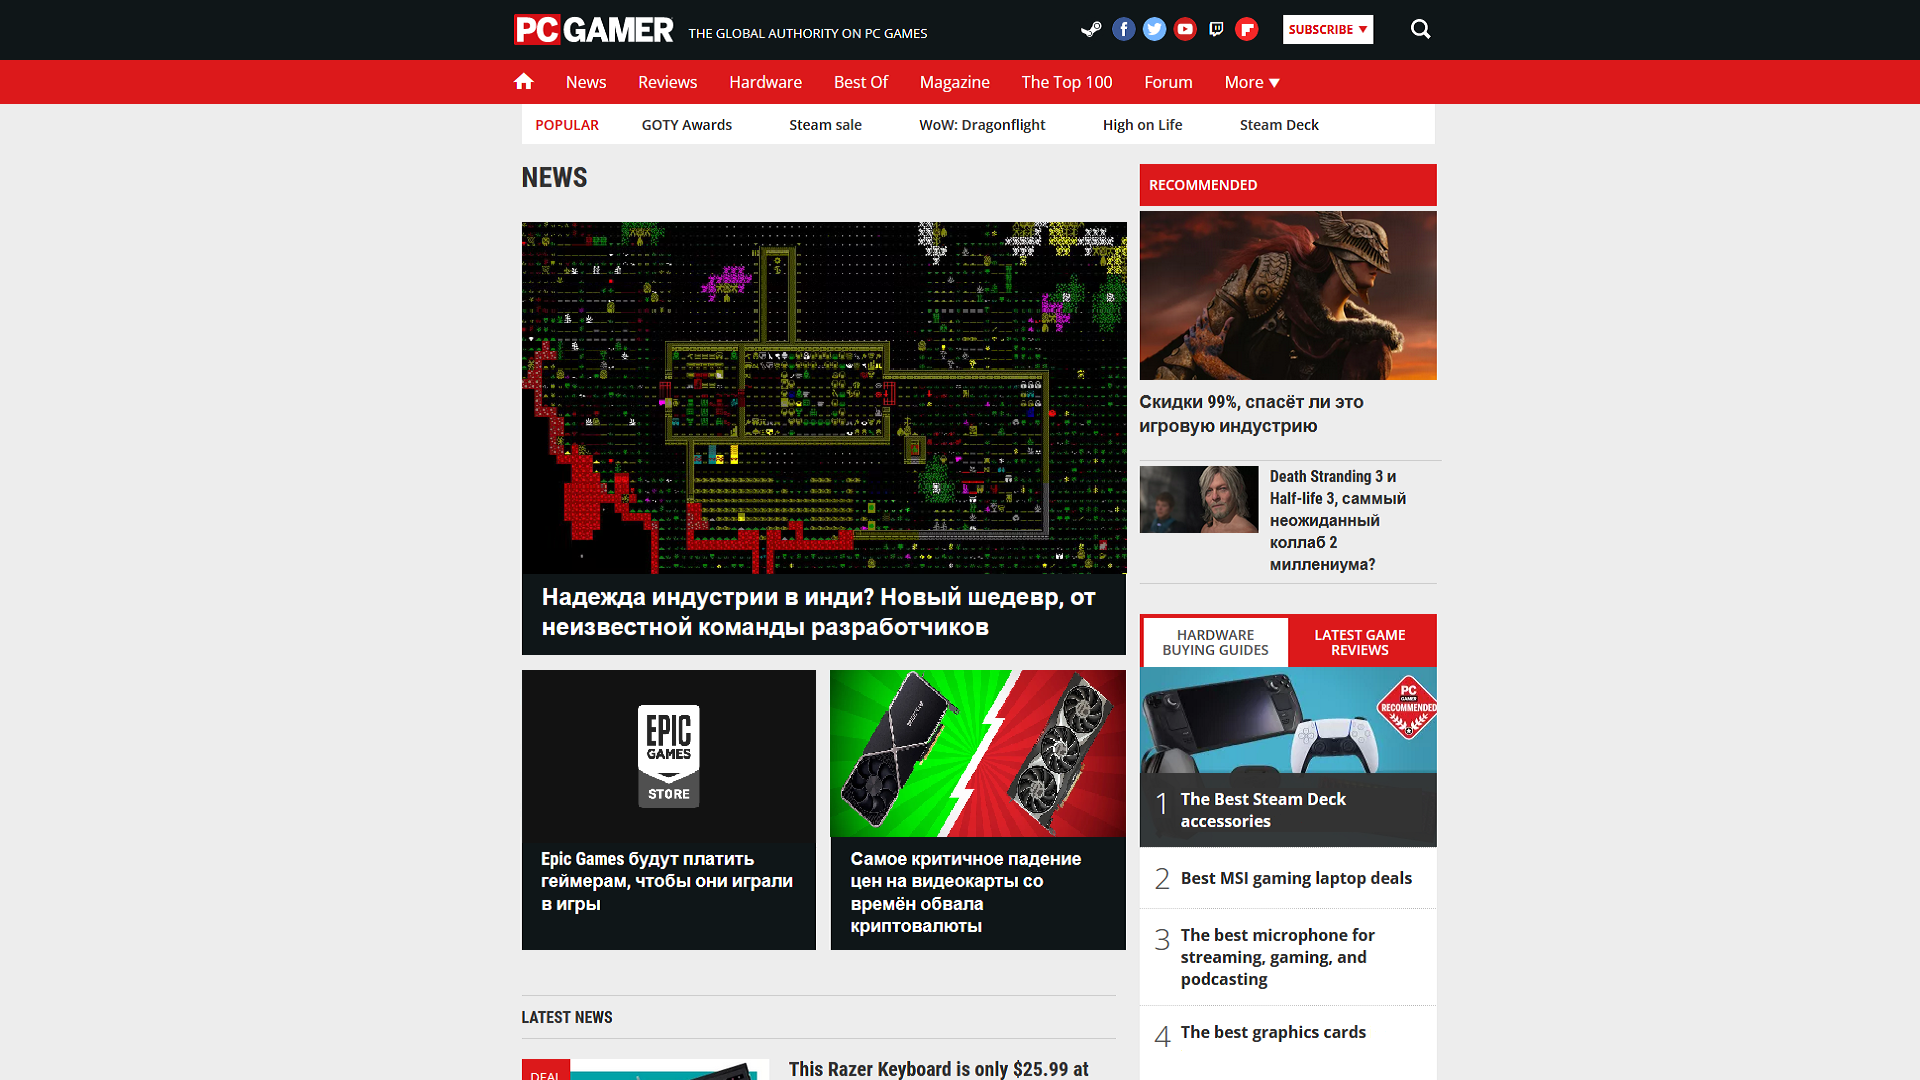 PC GAMER THE GLOBAL AUTHORITY ON PC GAMES
SUBSCRIBE
News Reviews Hardware Best Of Magazine The Top 100 Forum More
POPULAR GOTY Awards Steam sale WoW: Dragonflight High on Life Steam Deck
NEWS
Надежда индустрии в инди? Новый шедевр, от
неизвестной команды разработчиков
EPIC
GAMES
STORE
Epic Games будут платить
геймерам, чтобы они играли
в игры
Самое критичное падение
цен на видеокарты со
времён обвала
криптовалюты
LATEST NEWS
DEAL
This Razer Keyboard is only $25.99 at
RECOMMENDED
Скидки 99%, спасёт ли это
игровую индустрию
Death Stranding 3 и
Half-life 3, саммый
неожиданный
коллаб 2
миллениума?
HARDWARE
BUYING GUIDES
LATEST GAME
REVIEWS
PC
GAMER
RECOMMENDED
1 The Best Steam Deck
accessories
2 Best MSI gaming laptop deals
3 The best microphone for
streaming, gaming, and
podcasting
4 The best graphics cards